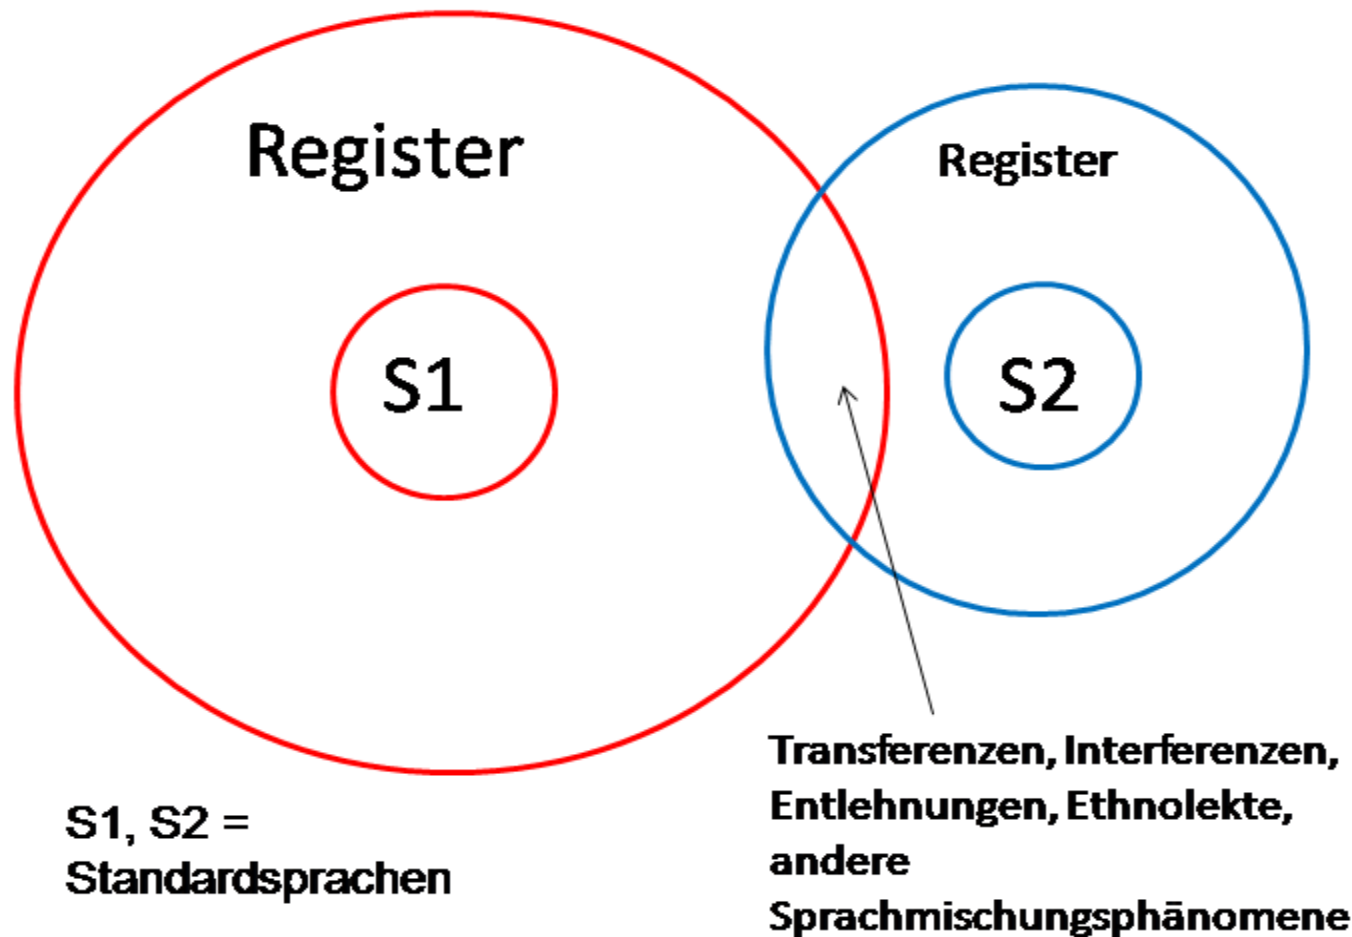 Register
Register
S1
S2
S1, S2 =
Standardsprachen
Transferenzen, Interferenzen,
Entlehnungen, Ethnolekte,
andere
Sprachmischungsphänomene